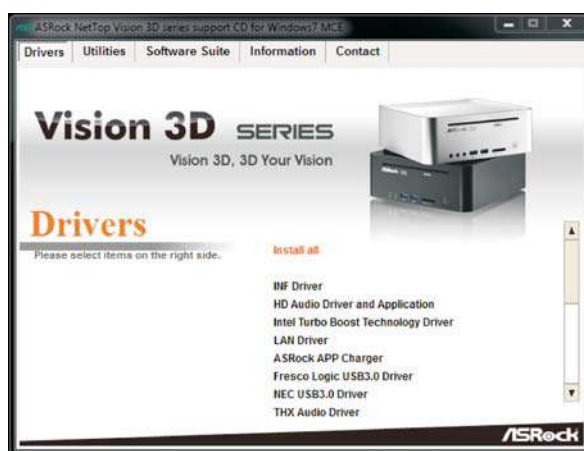 ASRock NetTop Vision 3D series support CD for Windows7 MCE
Drivers Utilities Software Suite Information Contact
Vision 3D SERIES
Vision 3D, 3D Your Vision
Drivers
Please select items on the right side.
Install all
INF Driver
HD Audio Driver and Application
Intel Turbo Boost Technology Driver
LAN Driver
ASRock APP Charger
Fresco Logic USB3.0 Driver
NEC USB3.0 Driver
THX Audio Driver
ASRock